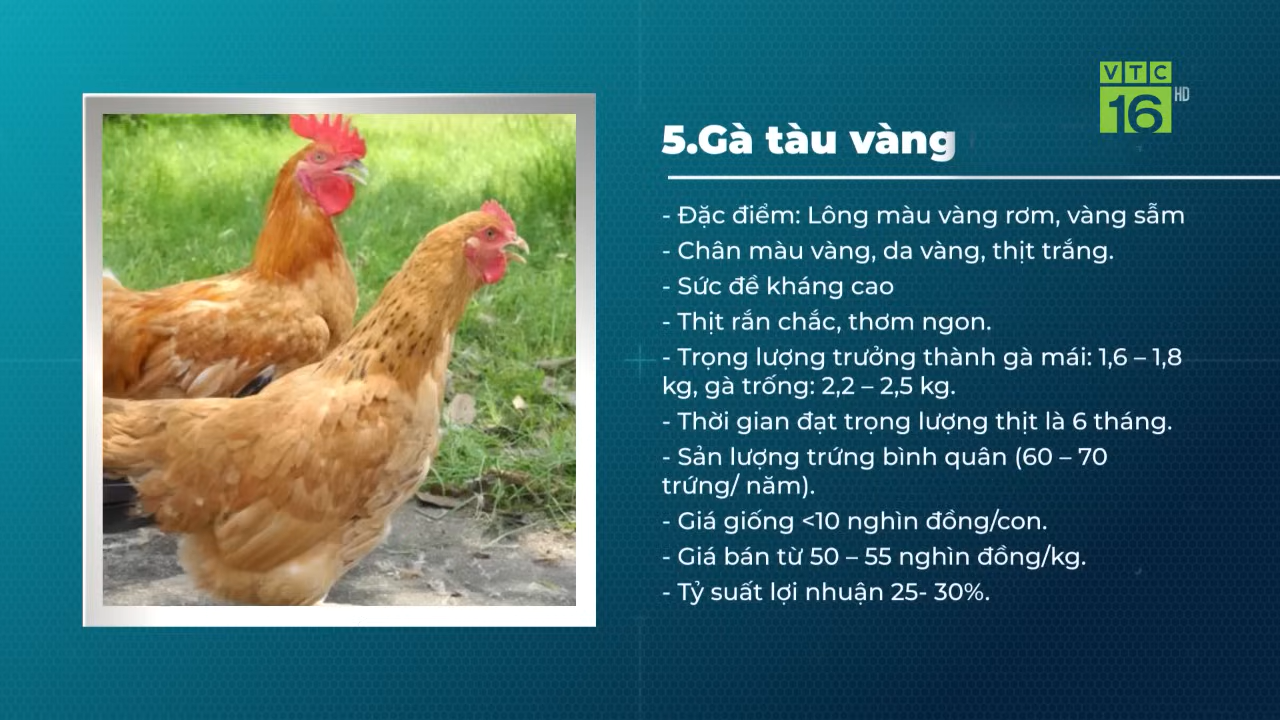 VTC
16 HD
5.Gà tàu vàng
- Đặc điểm: Lông màu vàng rơm, vàng sẫm
- Chân màu vàng, da vàng, thịt trắng.
- Sức đề kháng cao
- Thịt rắn chắc, thơm ngon.
- Trọng lượng trưởng thành gà mái: 1,6 – 1,8
kg, gà trống: 2,2 – 2,5 kg.
- Thời gian đạt trọng lượng thịt là 6 tháng.
- Sản lượng trứng bình quân (60 – 70
trứng/ năm).
- Giá giống <10 nghìn đồng/con.
- Giá bán từ 50 – 55 nghìn đồng/kg.
- Tỷ suất lợi nhuận 25- 30%.